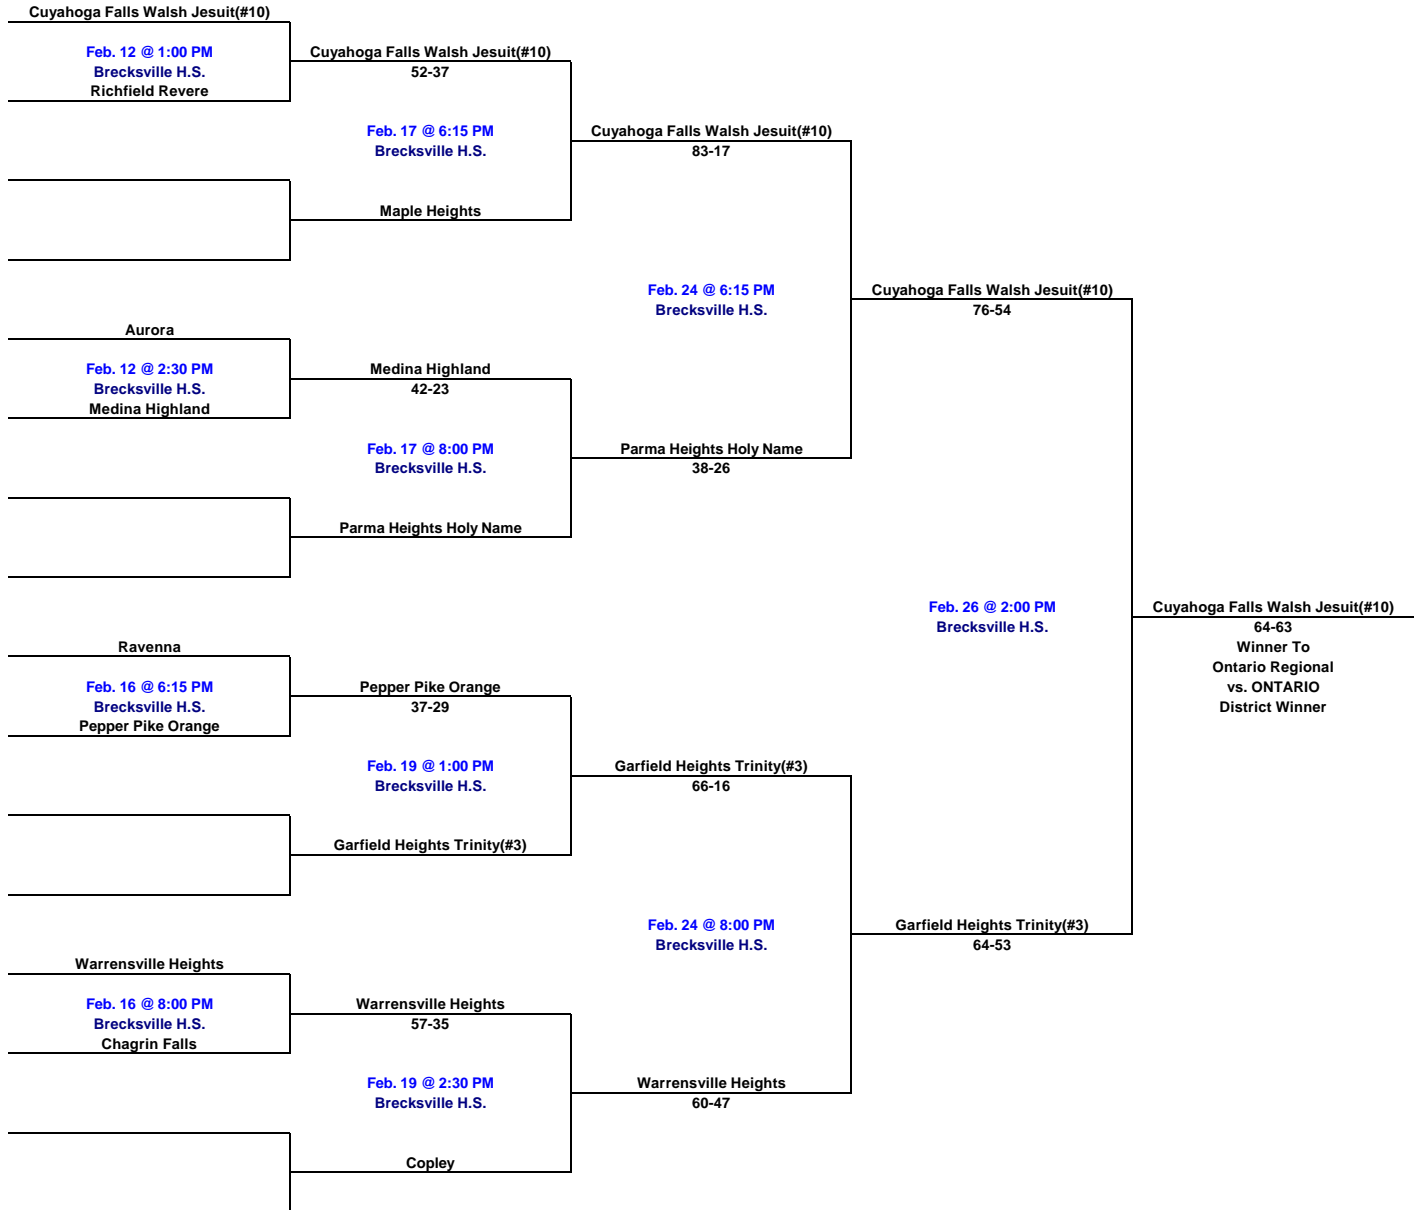 Cuyahoga Falls Walsh Jesuit(#10)
Feb. 12 @ 1:00 PM
Brecksville H.S.
Richfield Revere
Cuyahoga Falls Walsh Jesuit(#10)
52-37
Feb. 17 @ 6:15 PM
Brecksville H.S.
Maple Heights
Cuyahoga Falls Walsh Jesuit(#10)
83-17
Feb. 24 @ 6:15 PM
Brecksville H.S.
Cuyahoga Falls Walsh Jesuit(#10)
76-54
Aurora
Feb. 12 @ 2:30 PM
Brecksville H.S.
Medina Highland
Medina Highland
42-23
Feb. 17 @ 8:00 PM
Brecksville H.S.
Parma Heights Holy Name
Parma Heights Holy Name
38-26
Feb. 26 @ 2:00 PM
Brecksville H.S.
Cuyahoga Falls Walsh Jesuit(#10)
64-63
Winner To
Ontario Regional
vs. ONTARIO
District Winner
Ravenna
Feb. 16 @ 6:15 PM
Brecksville H.S.
Pepper Pike Orange
Pepper Pike Orange
37-29
Feb. 19 @ 1:00 PM
Brecksville H.S.
Garfield Heights Trinity(#3)
Garfield Heights Trinity(#3)
66-16
Feb. 24 @ 8:00 PM
Brecksville H.S.
Garfield Heights Trinity(#3)
64-53
Warrensville Heights
Feb. 16 @ 8:00 PM
Brecksville H.S.
Chagrin Falls
Warrensville Heights
57-35
Feb. 19 @ 2:30 PM
Brecksville H.S.
Copley
Warrensville Heights
60-47